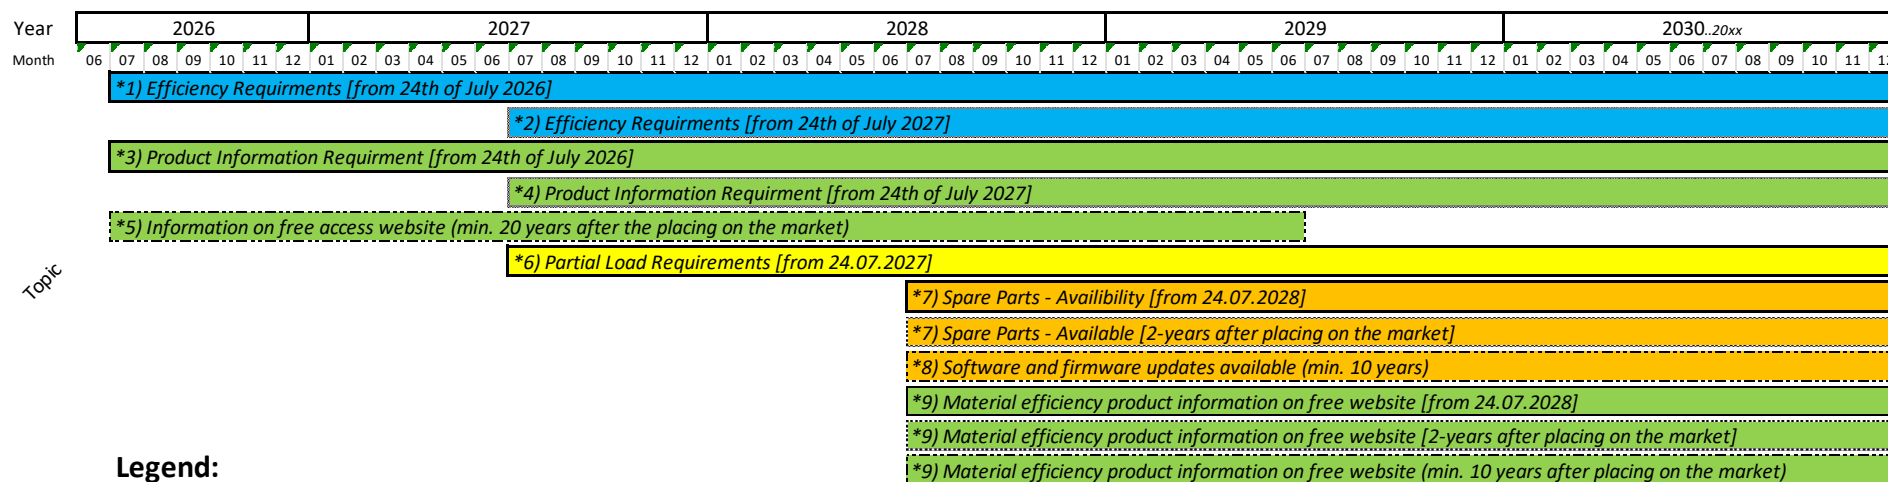 Year 2026 2027 2028 2029 2030..20xx
Month 06 07 08 09 10 11 12 01 02 03 04 05 06 07 08 09 10 11 12 01 02 03 04 05 06 07 08 09 10 11 12 01 02 03 04 05 06 07 08 09 10 11 12 01 02 03 04 05 06 07 08 09 10 11 12
*1) Efficiency Requirments [from 24th of July 2026]
*2) Efficiency Requirments [from 24th of July 2027]
*3) Product Information Requirment [from 24th of July 2026]
*4) Product Information Requirment [from 24th of July 2027]
*5) Information on free access website (min. 20 years after the placing on the market)
*6) Partial Load Requirements [from 24.07.2027]
Topic
*7) Spare Parts - Availibility [from 24.07.2028]
*7) Spare Parts - Available [2-years after placing on the market]
*8) Software and firmware updates available (min. 10 years)
*9) Material efficiency product information on free website [from 24.07.2028]
*9) Material efficiency product information on free website [2-years after placing on the market]
Legend:
*9) Material efficiency product information on free website (min. 10 years after placing on the market)